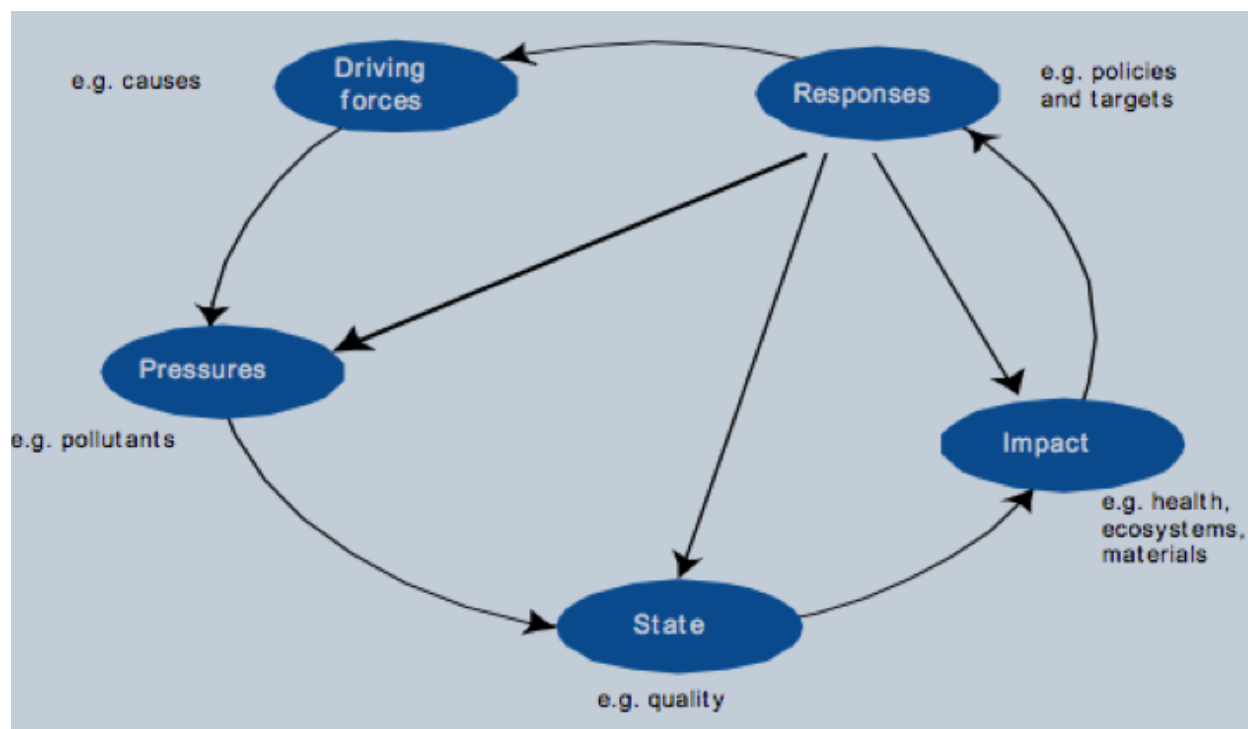 Driving
forces
e.g. causes
Responses
e.g. policies
and targets
Pressures
e.g. pollutants
Impact
e.g. health,
ecosystems,
materials
State
e.g. quality